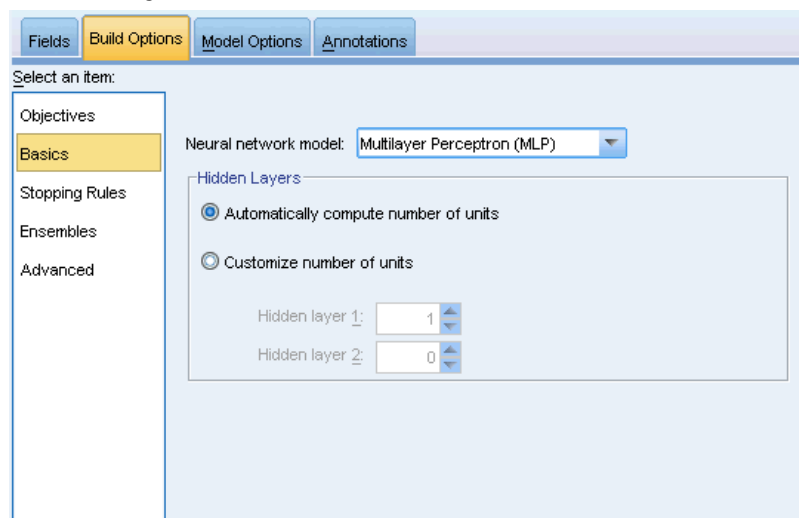 Fields Build Options Model Options Annotations
Select an item:
Objectives
Basics
Stopping Rules
Ensembles
Advanced
Neural network model: Multilayer Perceptron (MLP)
Hidden Layers
Automatically compute number of units
Customize number of units
Hidden layer 1: 1
Hidden layer 2: 0